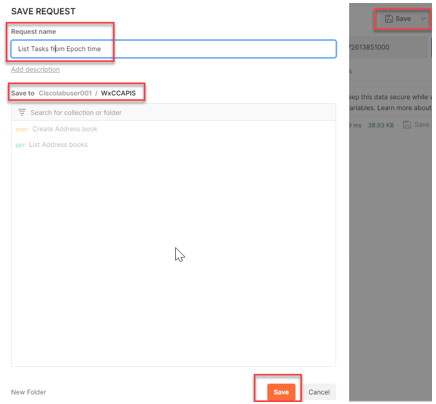 SAVE REQUEST
Save
Request name
List Tasks from Epoch time
2613851000
Add description
s
eep this data secure while
ariables. Learn more about
Save to Ciscolabuser001 / WxCCAPIS
Search for collection or folder
ms 38.93 KB Save
POST Create Address book
GET List Address books
New Folder
Save
Cancel